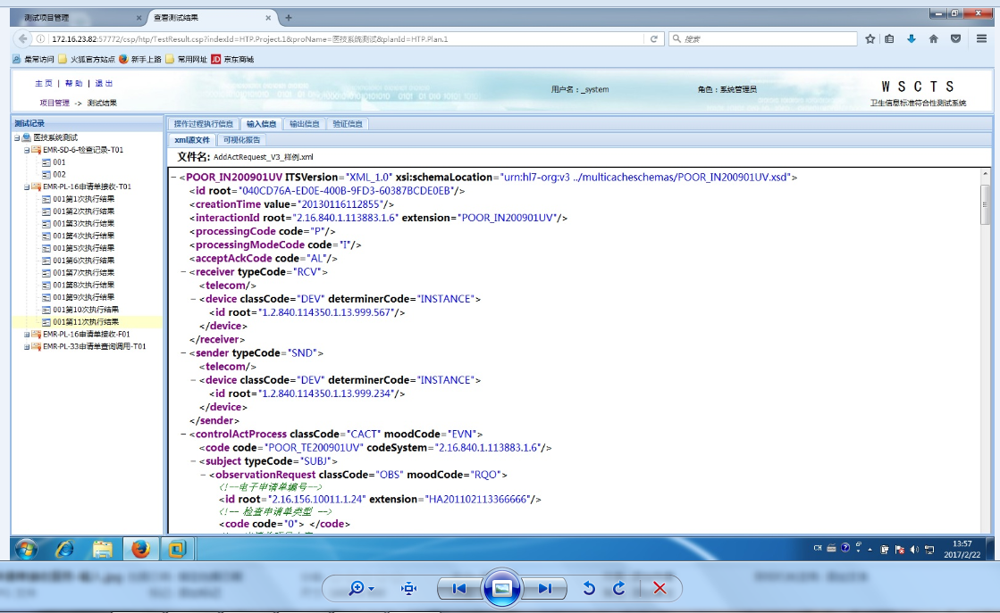 测试项目管理 × 查看测试结果 × +
172.16.23.82:57772/csp/htp/TestResult.csp?indexId=HTP.Project.1&proName=医技系统测试&planId=HTP.Plan.1
搜索
最常访问 火狐官方站点 新手上路 常用网址 JD 京东商城
主页 | 帮助 | 退出
用户名：_system
角色：系统管理员
W S C T S
项目管理 -> 测试结果
卫生信息标准符合性测试系统
测试记录
医技系统测试
EMR-SD-6-检查记录-T01
001
002
EMR-PL-16申请单接收-T01
001第1次执行结果
001第2次执行结果
001第3次执行结果
001第4次执行结果
001第5次执行结果
001第6次执行结果
001第7次执行结果
001第8次执行结果
001第9次执行结果
001第10次执行结果
001第11次执行结果
EMR-PL-16申请单接收-F01
EMR-PL-33申请单查询调用-T01
操作过程执行信息 输入信息 输出信息 验证信息
xml源文件 可视化报告
文件名: AddActRequest_V3_样例.xml
− <POOR_IN200901UV ITSVersion="XML_1.0" xsi:schemaLocation="urn:hl7-org:v3 ../multicacheschemas/POOR_IN200901UV.xsd">
<id root="040CD76A-ED0E-400B-9FD3-60387BCDE0EB"/>
<creationTime value="20130116112855"/>
<interactionId root="2.16.840.1.113883.1.6" extension="POOR_IN200901UV"/>
<processingCode code="P"/>
<processingModeCode code="I"/>
<acceptAckCode code="AL"/>
− <receiver typeCode="RCV">
<telecom/>
− <device classCode="DEV" determinerCode="INSTANCE">
<id root="1.2.840.114350.1.13.999.567"/>
</device>
</receiver>
− <sender typeCode="SND">
<telecom/>
− <device classCode="DEV" determinerCode="INSTANCE">
<id root="1.2.840.114350.1.13.999.234"/>
</device>
</sender>
− <controlActProcess classCode="CACT" moodCode="EVN">
<code code="POOR_TE200901UV" codeSystem="2.16.840.1.113883.1.6"/>
− <subject typeCode="SUBJ">
− <observationRequest classCode="OBS" moodCode="RQO">
<!--电子申请单编号-->
<id root="2.16.156.10011.1.24" extension="HA201102113366666"/>
<!-- 检查申请单类型 -->
<code code="0"> </code>
CH
13:57
2017/2/22